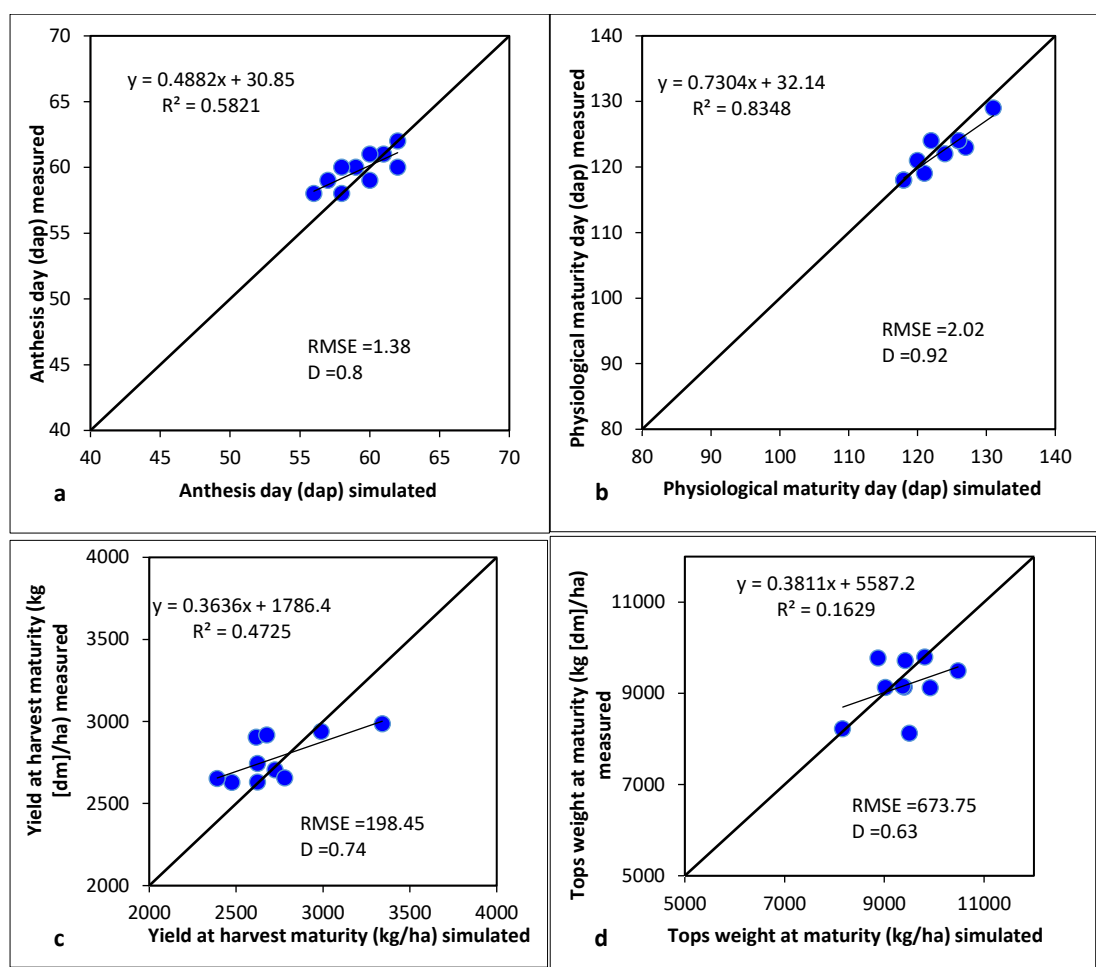 70
65
60
55
50
45
40
Anthesis day (dap) measured
y = 0.4882x + 30.85
R² = 0.5821
RMSE =1.38
D =0.8
40 45 50 55 60 65 70
a
Anthesis day (dap) simulated
140
130
120
110
100
90
80
Physiological maturity day (dap) measured
y = 0.7304x + 32.14
R² = 0.8348
RMSE =2.02
D =0.92
80 90 100 110 120 130 140
b
Physiological maturity day (dap) simulated
4000
3500
3000
2500
2000
Yield at harvest maturity (kg
[dm]/ha) measured
y = 0.3636x + 1786.4
R² = 0.4725
RMSE =198.45
D =0.74
2000 2500 3000 3500 4000
c
Yield at harvest maturity (kg/ha) simulated
11000
9000
7000
5000
Tops weight at maturity (kg [dm]/ha)
measured
y = 0.3811x + 5587.2
R² = 0.1629
RMSE =673.75
D =0.63
5000 7000 9000 11000
d
Tops weight at maturity (kg/ha) simulated